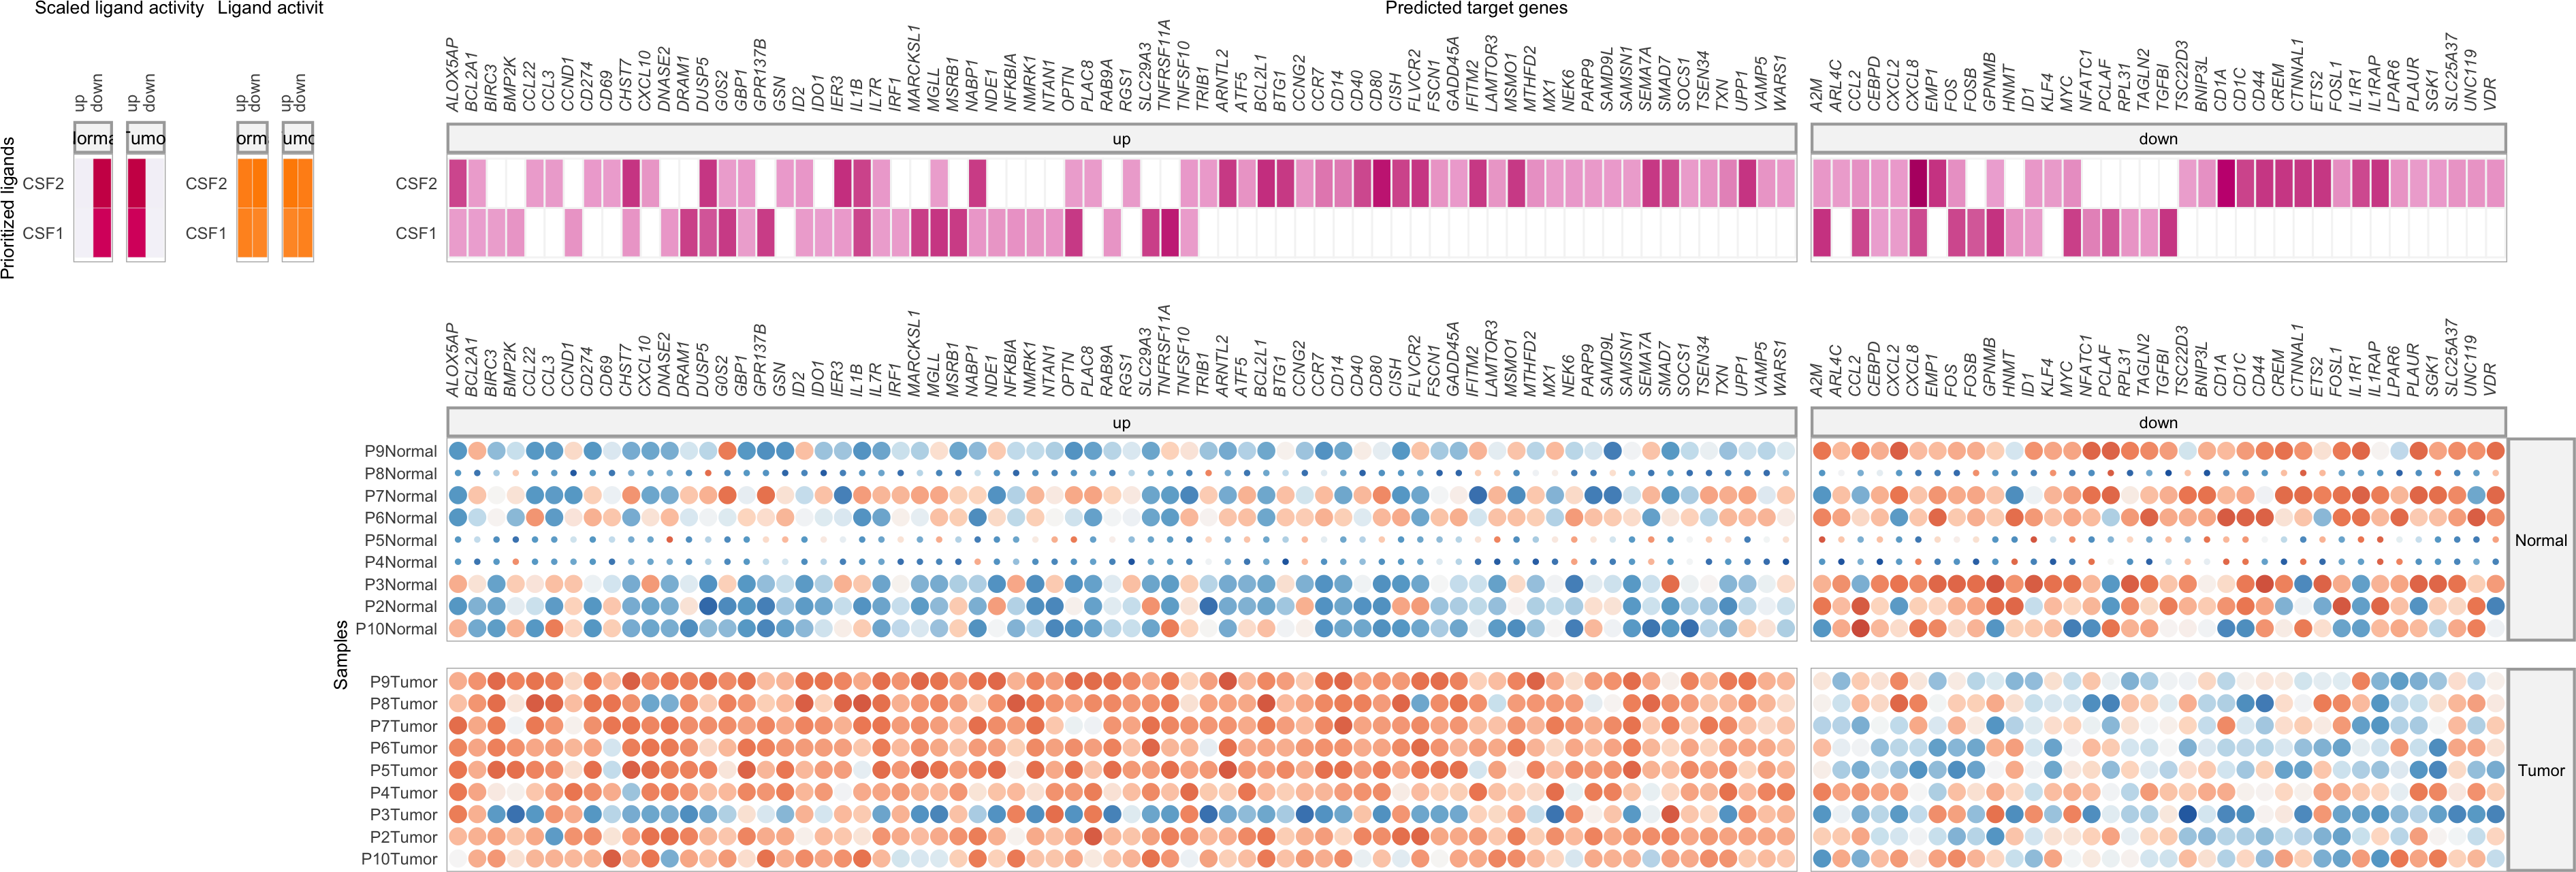 Scaled ligand activity Ligand activit Predicted target genes
up down up down up down up down
ALOX5AP BCL2A1 BIRC3 BMP2K CCL22 CCL3 CCND1 CD274 CD69 CHST7 CXCL10 DNASE2 DRAM1 DUSP5 G0S2 GBP1 GPR137B GSN ID2 IDO1 IER3 IL1B IL7R IRF1 MARCKSL1 MGLL MSRB1 NABP1 NDE1 NFKBIA NMRK1 NTAN1 OPTN PLAC8 RAB9A RGS1 SLC29A3 TNFRSF11A TNFSF10 TRIB1 ARNTL2 ATF5 BCL2L1 BTG1 CCNG2 CCR7 CD14 CD40 CD80 CISH FLVCR2 FSCN1 GADD45A IFITM2 LAMTOR3 MSMO1 MTHFD2 MX1 NEK6 PARP9 SAMD9L SAMSN1 SEMA7A SMAD7 SOCS1 TSEN34 TXN UPP1 VAMP5 WARS1
A2M ARL4C CCL2 CEBPD CXCL2 CXCL8 EMP1 FOS FOSB GPNMB HNMT ID1 KLF4 MYC NFATC1 PCLAF RPL31 TAGLN2 TGFBI TSC22D3 BNIP3L CD1A CD1C CD44 CREM CTNNAL1 ETS2 FOSL1 IL1R1 IL1RAP LPAR6 PLAUR SGK1 SLC25A37 UNC119 VDR
orma umo orm umo up down
Prioritized ligands
CSF2 CSF2 CSF2
CSF1 CSF1 CSF1
ALOX5AP BCL2A1 BIRC3 BMP2K CCL22 CCL3 CCND1 CD274 CD69 CHST7 CXCL10 DNASE2 DRAM1 DUSP5 G0S2 GBP1 GPR137B GSN ID2 IDO1 IER3 IL1B IL7R IRF1 MARCKSL1 MGLL MSRB1 NABP1 NDE1 NFKBIA NMRK1 NTAN1 OPTN PLAC8 RAB9A RGS1 SLC29A3 TNFRSF11A TNFSF10 TRIB1 ARNTL2 ATF5 BCL2L1 BTG1 CCNG2 CCR7 CD14 CD40 CD80 CISH FLVCR2 FSCN1 GADD45A IFITM2 LAMTOR3 MSMO1 MTHFD2 MX1 NEK6 PARP9 SAMD9L SAMSN1 SEMA7A SMAD7 SOCS1 TSEN34 TXN UPP1 VAMP5 WARS1
A2M ARL4C CCL2 CEBPD CXCL2 CXCL8 EMP1 FOS FOSB GPNMB HNMT ID1 KLF4 MYC NFATC1 PCLAF RPL31 TAGLN2 TGFBI TSC22D3 BNIP3L CD1A CD1C CD44 CREM CTNNAL1 ETS2 FOSL1 IL1R1 IL1RAP LPAR6 PLAUR SGK1 SLC25A37 UNC119 VDR
up down
Samples
P9Normal
P8Normal
P7Normal
P6Normal
P5Normal
P4Normal
P3Normal
P2Normal
P10Normal
Normal
P9Tumor
P8Tumor
P7Tumor
P6Tumor
P5Tumor
P4Tumor
P3Tumor
P2Tumor
P10Tumor
Tumor